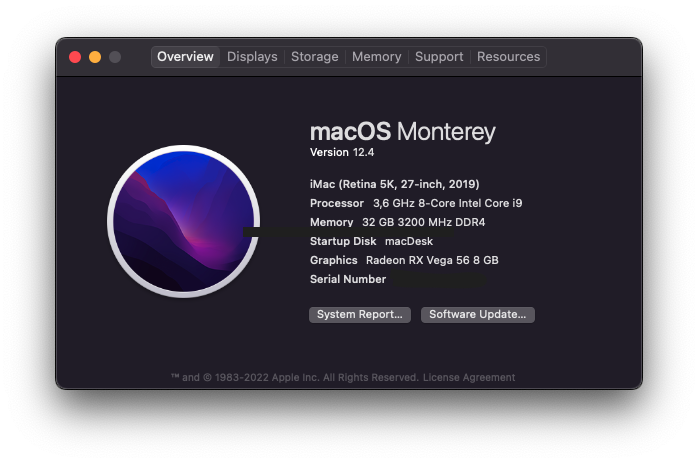 Overview Displays Storage Memory Support Resources
macOS Monterey
Version 12.4
iMac (Retina 5K, 27-inch, 2019)
Processor 3,6 GHz 8-Core Intel Core i9
Memory 32 GB 3200 MHz DDR4
Startup Disk macDesk
Graphics Radeon RX Vega 56 8 GB
Serial Number
System Report... Software Update...
™ and © 1983-2022 Apple Inc. All Rights Reserved. License Agreement